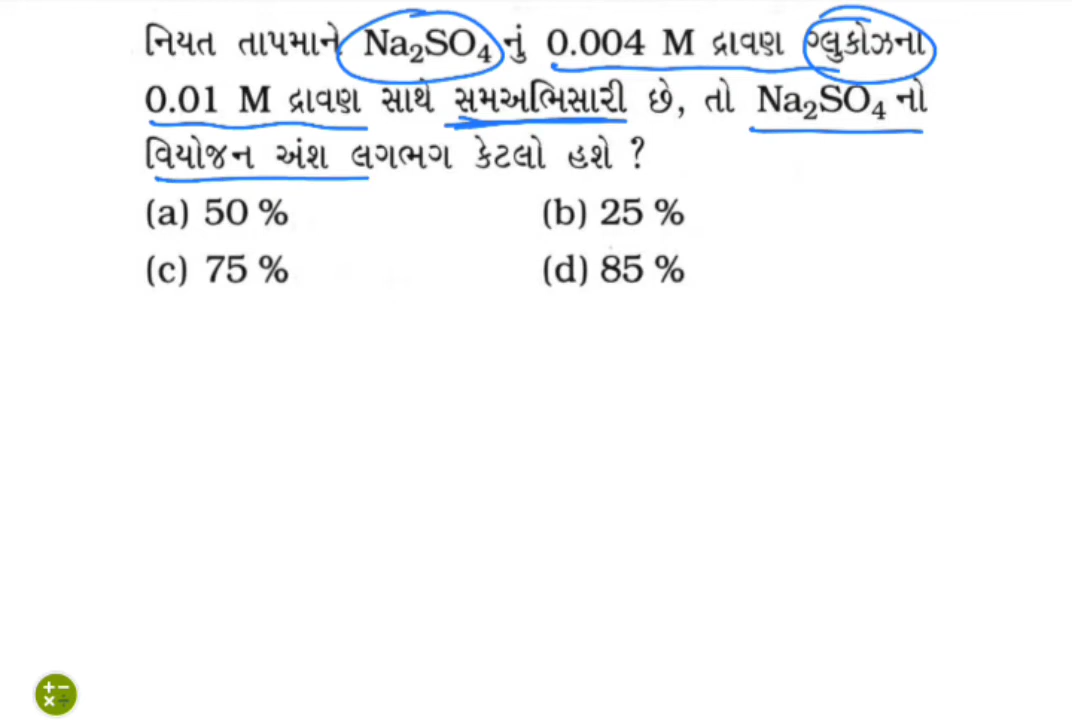 નિયત તાપમાને Na₂SO₄ નું 0.004 M દ્રાવણ ગ્લુકોઝના
0.01 M દ્રાવણ સાથે સમઅભિસારી છે, તો Na₂SO₄ નો
વિયોજન અંશ લગભગ કેટલો હશે ?
(a) 50 % (b) 25 %
(c) 75 % (d) 85 %